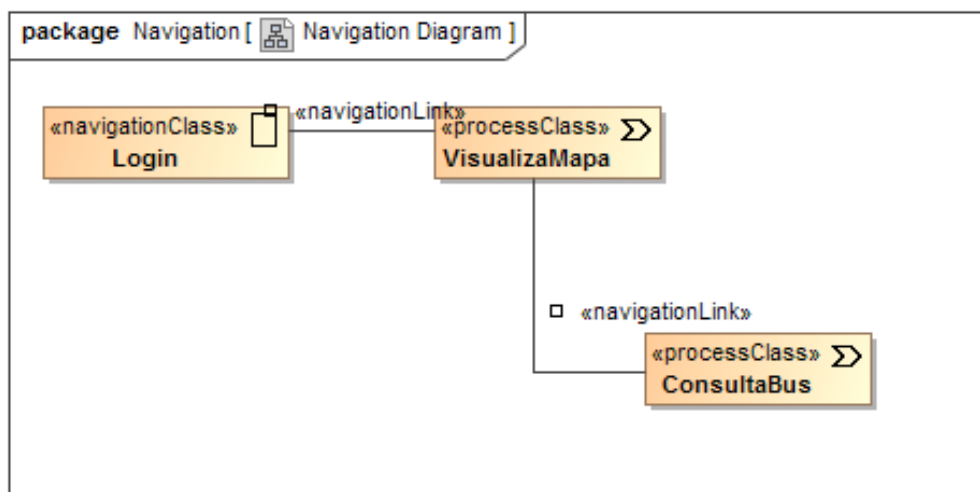 package Navigation [ Navigation Diagram ]
«navigationClass»
Login
«navigationLink»
«processClass»
VisualizaMapa
«navigationLink»
«processClass»
ConsultaBus